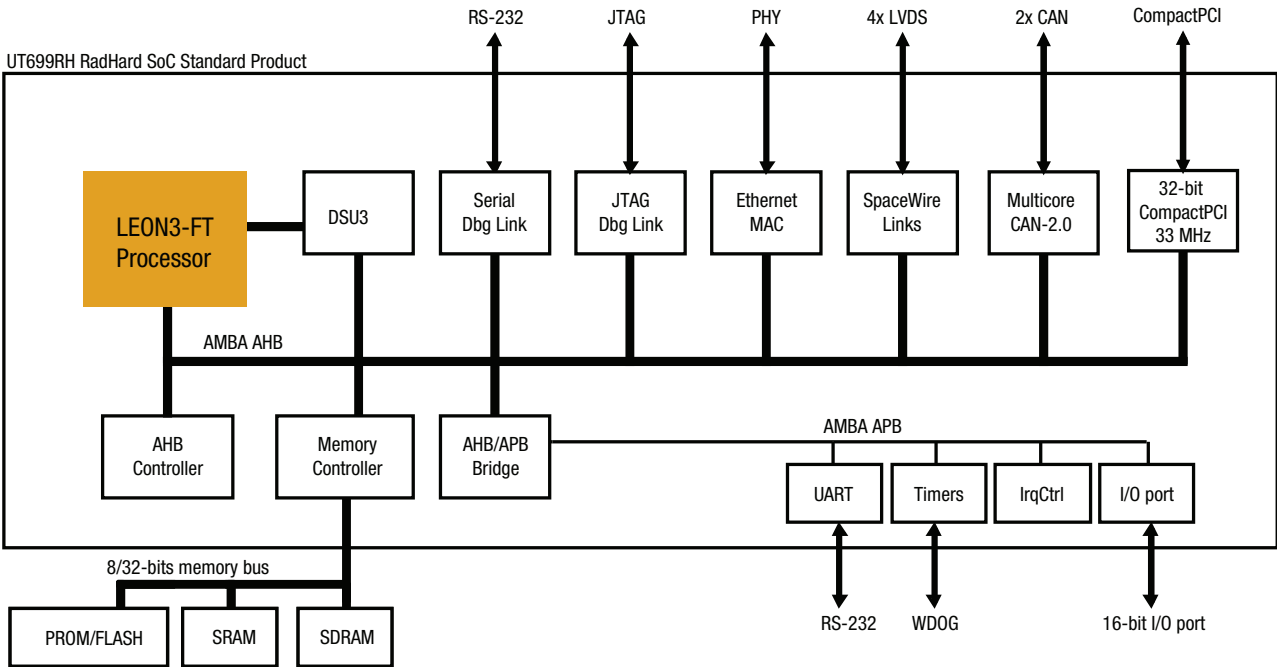 RS-232
JTAG
PHY
4x LVDS
2x CAN
CompactPCI
UT699RH RadHard SoC Standard Product
LEON3-FT
Processor
DSU3
Serial
Dbg Link
JTAG
Dbg Link
Ethernet
MAC
SpaceWire
Links
Multicore
CAN-2.0
32-bit
CompactPCI
33 MHz
AMBA AHB
AHB
Controller
Memory
Controller
AHB/APB
Bridge
AMBA APB
UART
Timers
IrqCtrl
I/O port
8/32-bits memory bus
PROM/FLASH
SRAM
SDRAM
RS-232
WDOG
16-bit I/O port